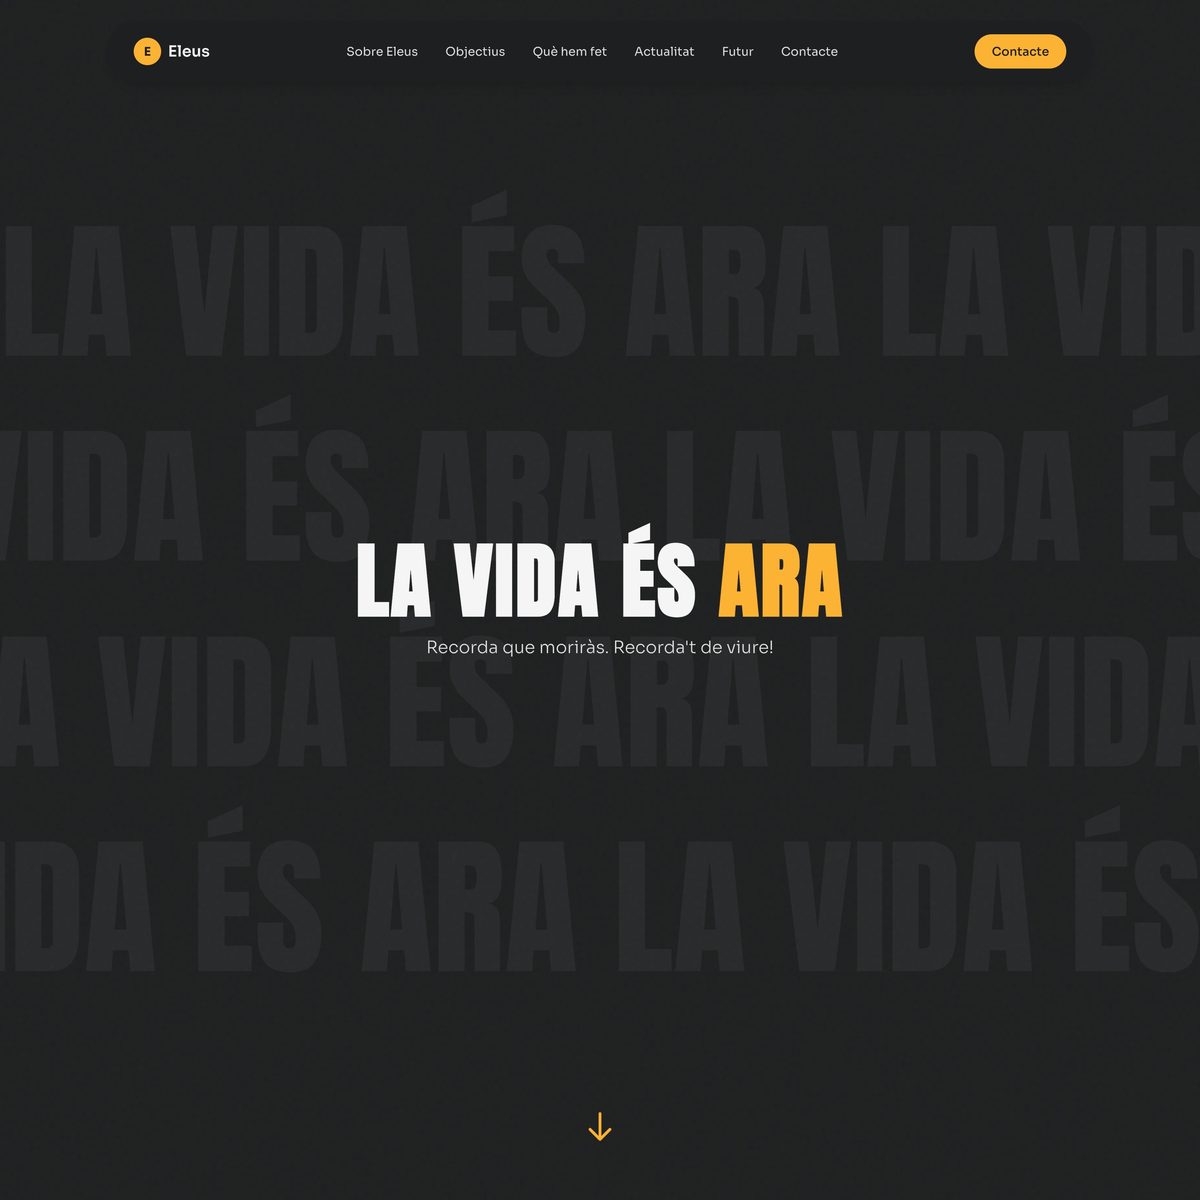 E Eleus
Sobre Eleus
Objectius
Què hem fet
Actualitat
Futur
Contacte
Contacte
LA VIDA ÉS ARA LA VID
VIDA ÉS ARA LA VIDA ÉS
LA VIDA ÉS ARA
Recorda que moriràs. Recorda't de viure!
A VIDA ÉS ARA LA VIDA
IDA ÉS ARA LA VIDA ÉS